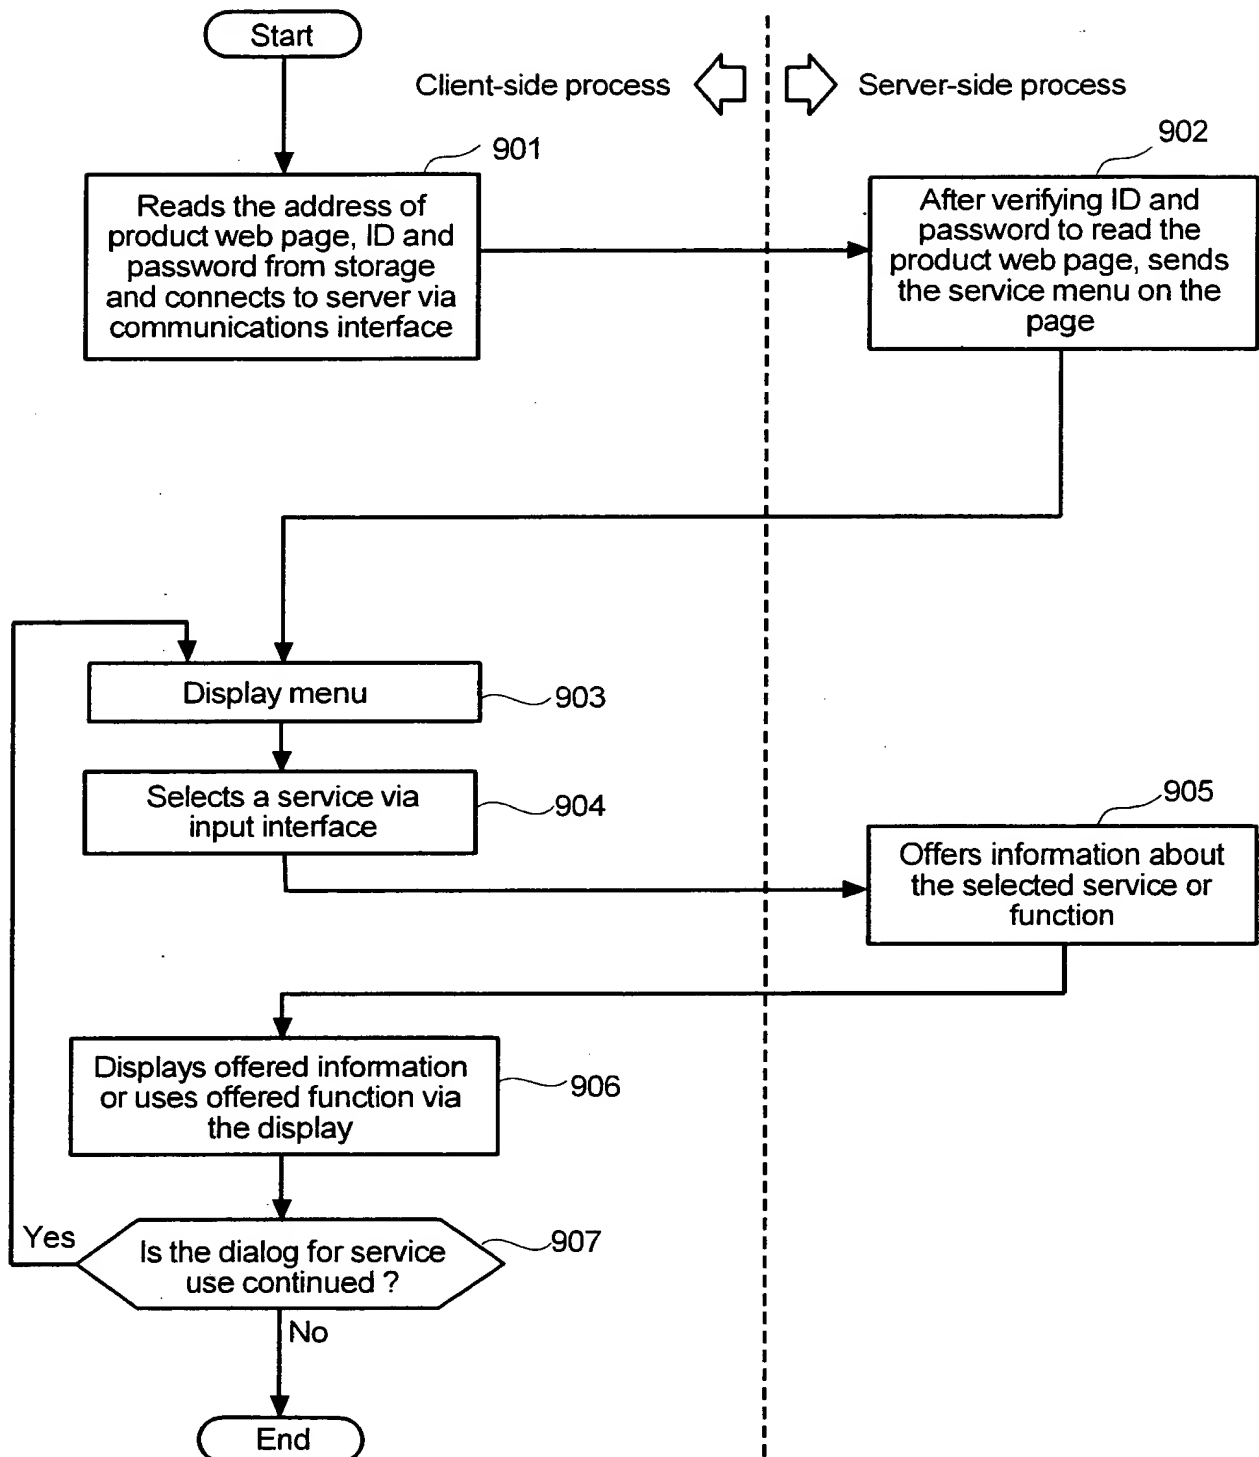 Start
Client-side process
Server-side process
901
Reads the address of
product web page, ID and
password from storage
and connects to server via
communications interface
902
After verifying ID and
password to read the
product web page, sends
the service menu on the
page
Display menu
903
Selects a service via
input interface
904
905
Offers information about
the selected service or
function
Displays offered information
or uses offered function via
the display
906
Yes
Is the dialog for service
use continued ?
907
No
End